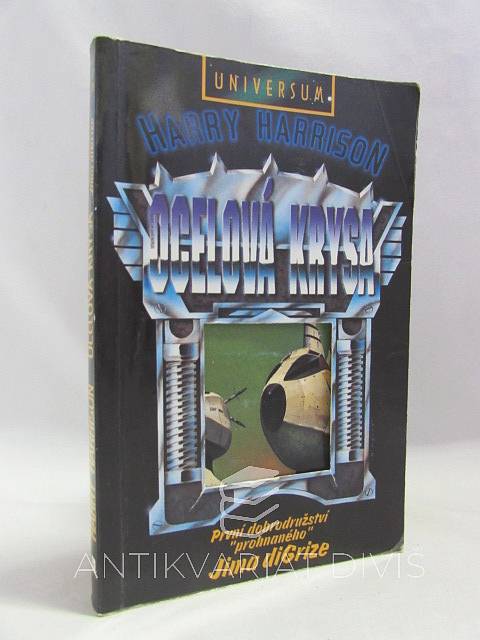 UNIVERSUM
HARRY HARRISON
OCELOVÁ KRYSA
První dobrodružství
"prohnaného"
Jima diGrize
ANTIKVARIÁT DIVIŠ